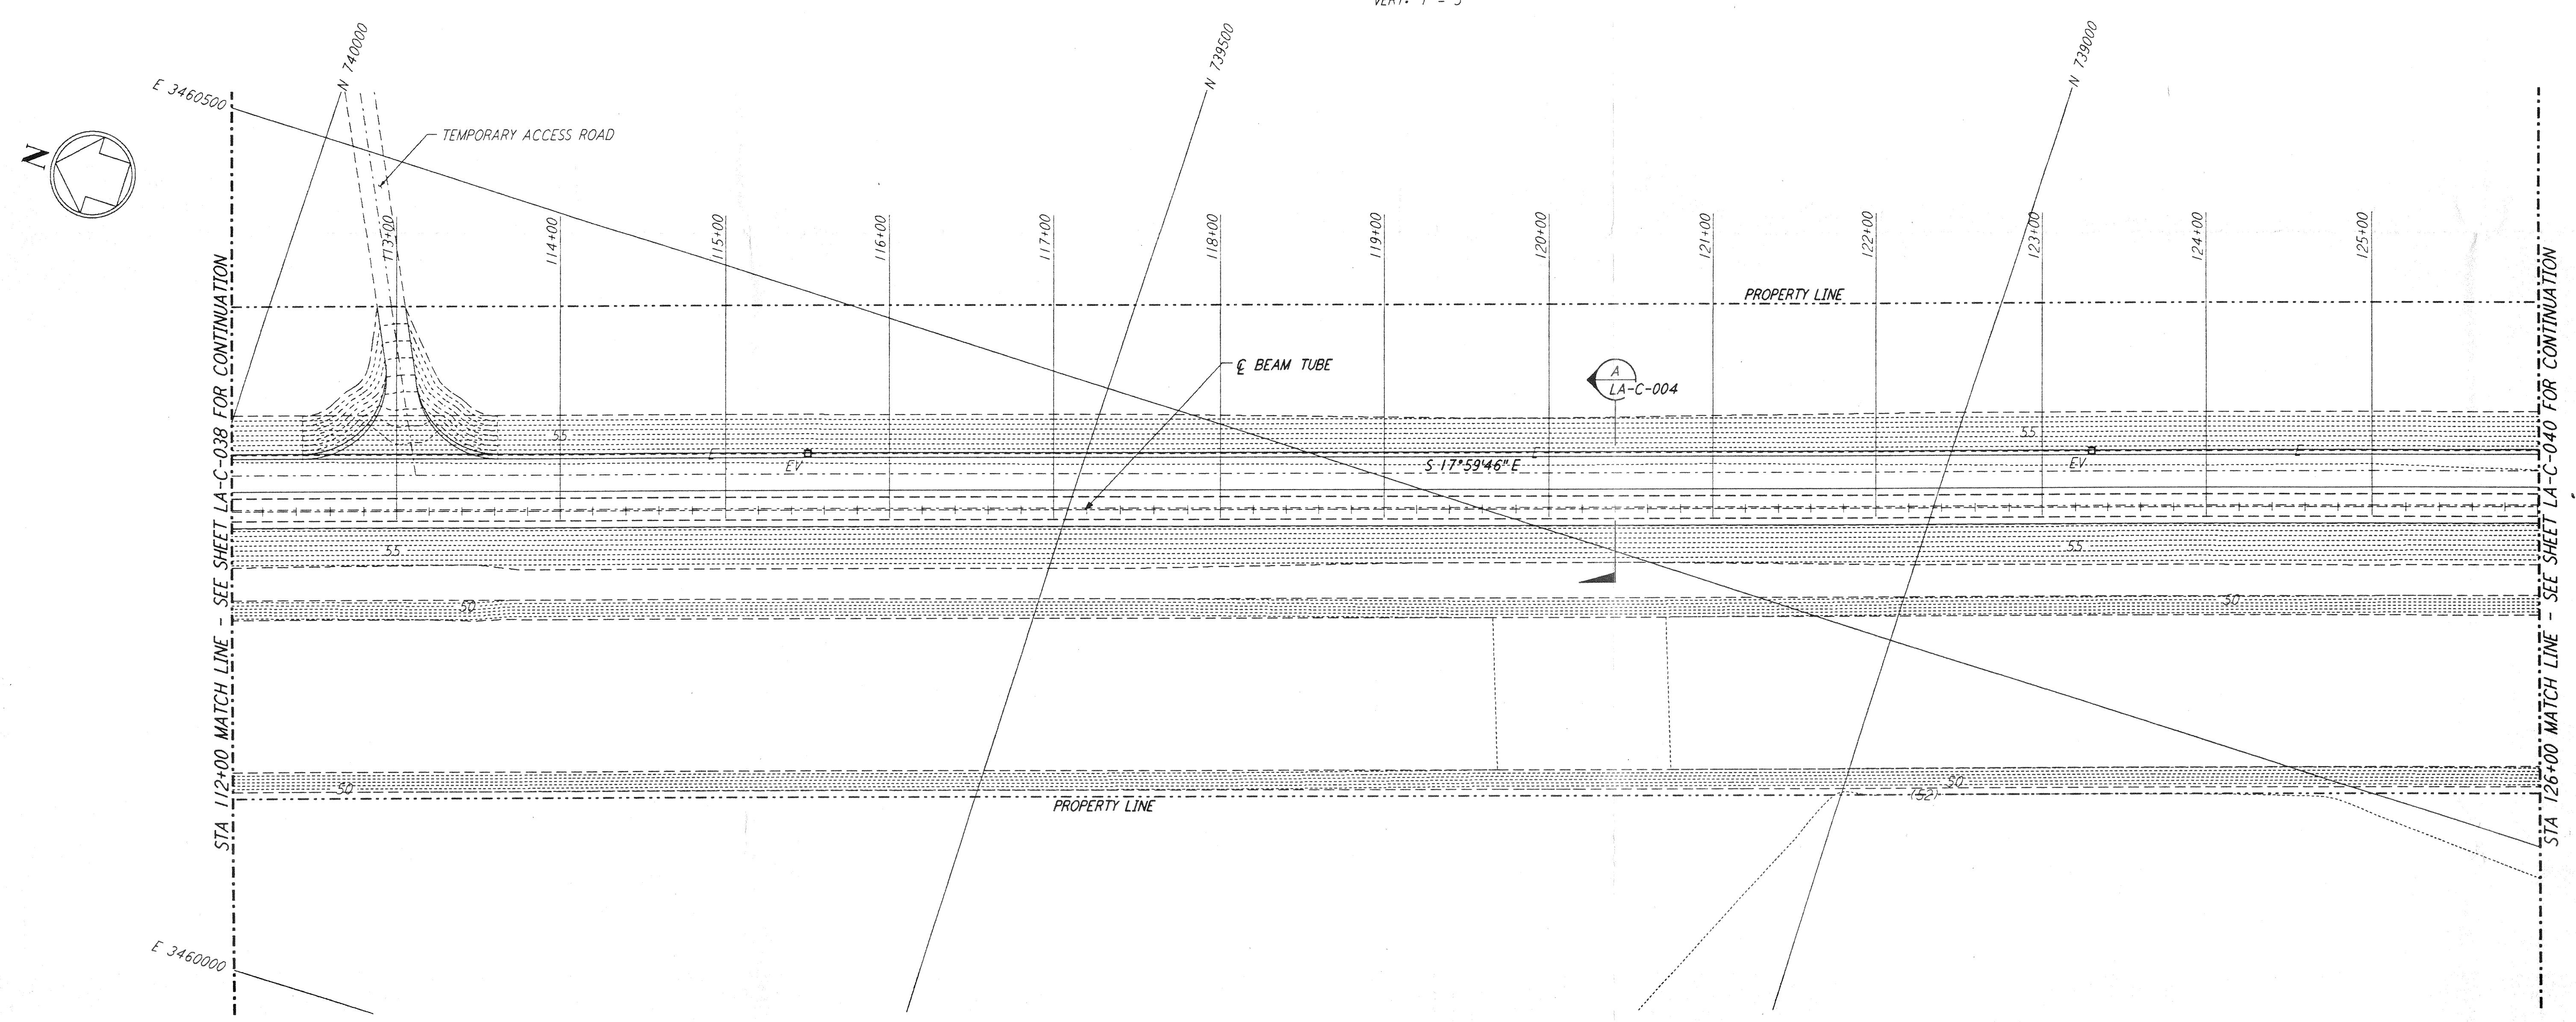 VERT: 1" = 5'
N 740000
N 739500
N 739000
E 3460500
N
TEMPORARY ACCESS ROAD
113+00
114+00
115+00
116+00
117+00
118+00
119+00
120+00
121+00
122+00
123+00
124+00
125+00
PROPERTY LINE
℄ BEAM TUBE
A
LA-C-004
55
55
E
EV
S 17°59'46" E
E
EV
E
55
55
50
50
50
50
(52)
PROPERTY LINE
E 3460000
STA 112+00 MATCH LINE - SEE SHEET LA-C-038 FOR CONTINUATION
STA 126+00 MATCH LINE - SEE SHEET LA-C-040 FOR CONTINUATION